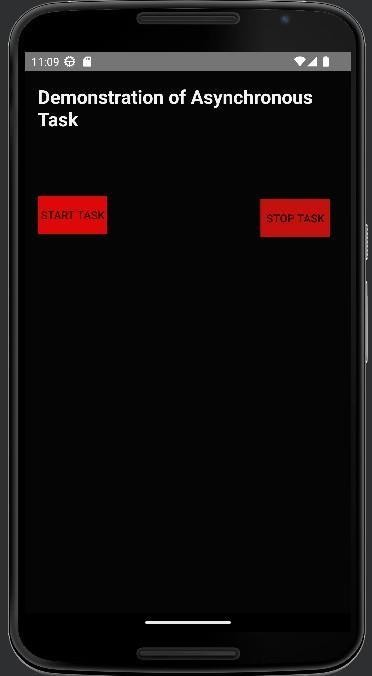 11:09
Demonstration of Asynchronous
Task
START TASK
STOP TASK